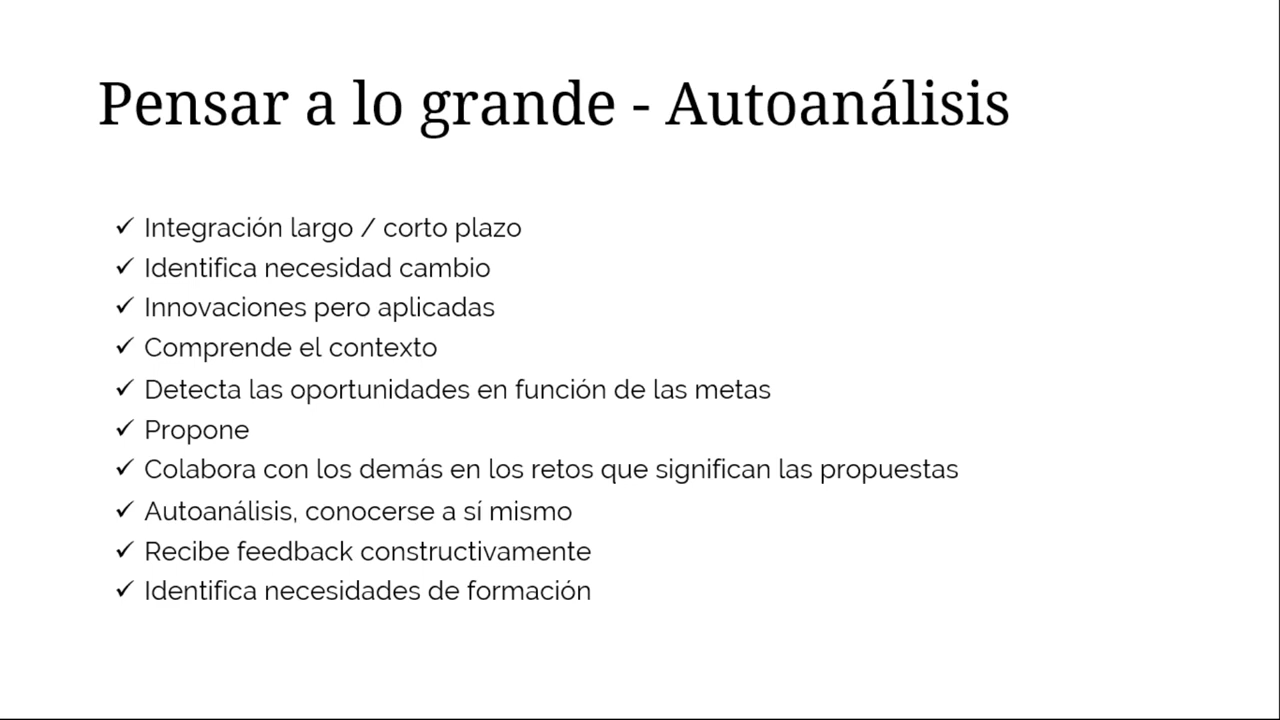 Pensar a lo grande - Autoanálisis
✓ Integración largo / corto plazo
✓ Identifica necesidad cambio
✓ Innovaciones pero aplicadas
✓ Comprende el contexto
✓ Detecta las oportunidades en función de las metas
✓ Propone
✓ Colabora con los demás en los retos que significan las propuestas
✓ Autoanálisis, conocerse a sí mismo
✓ Recibe feedback constructivamente
✓ Identifica necesidades de formación